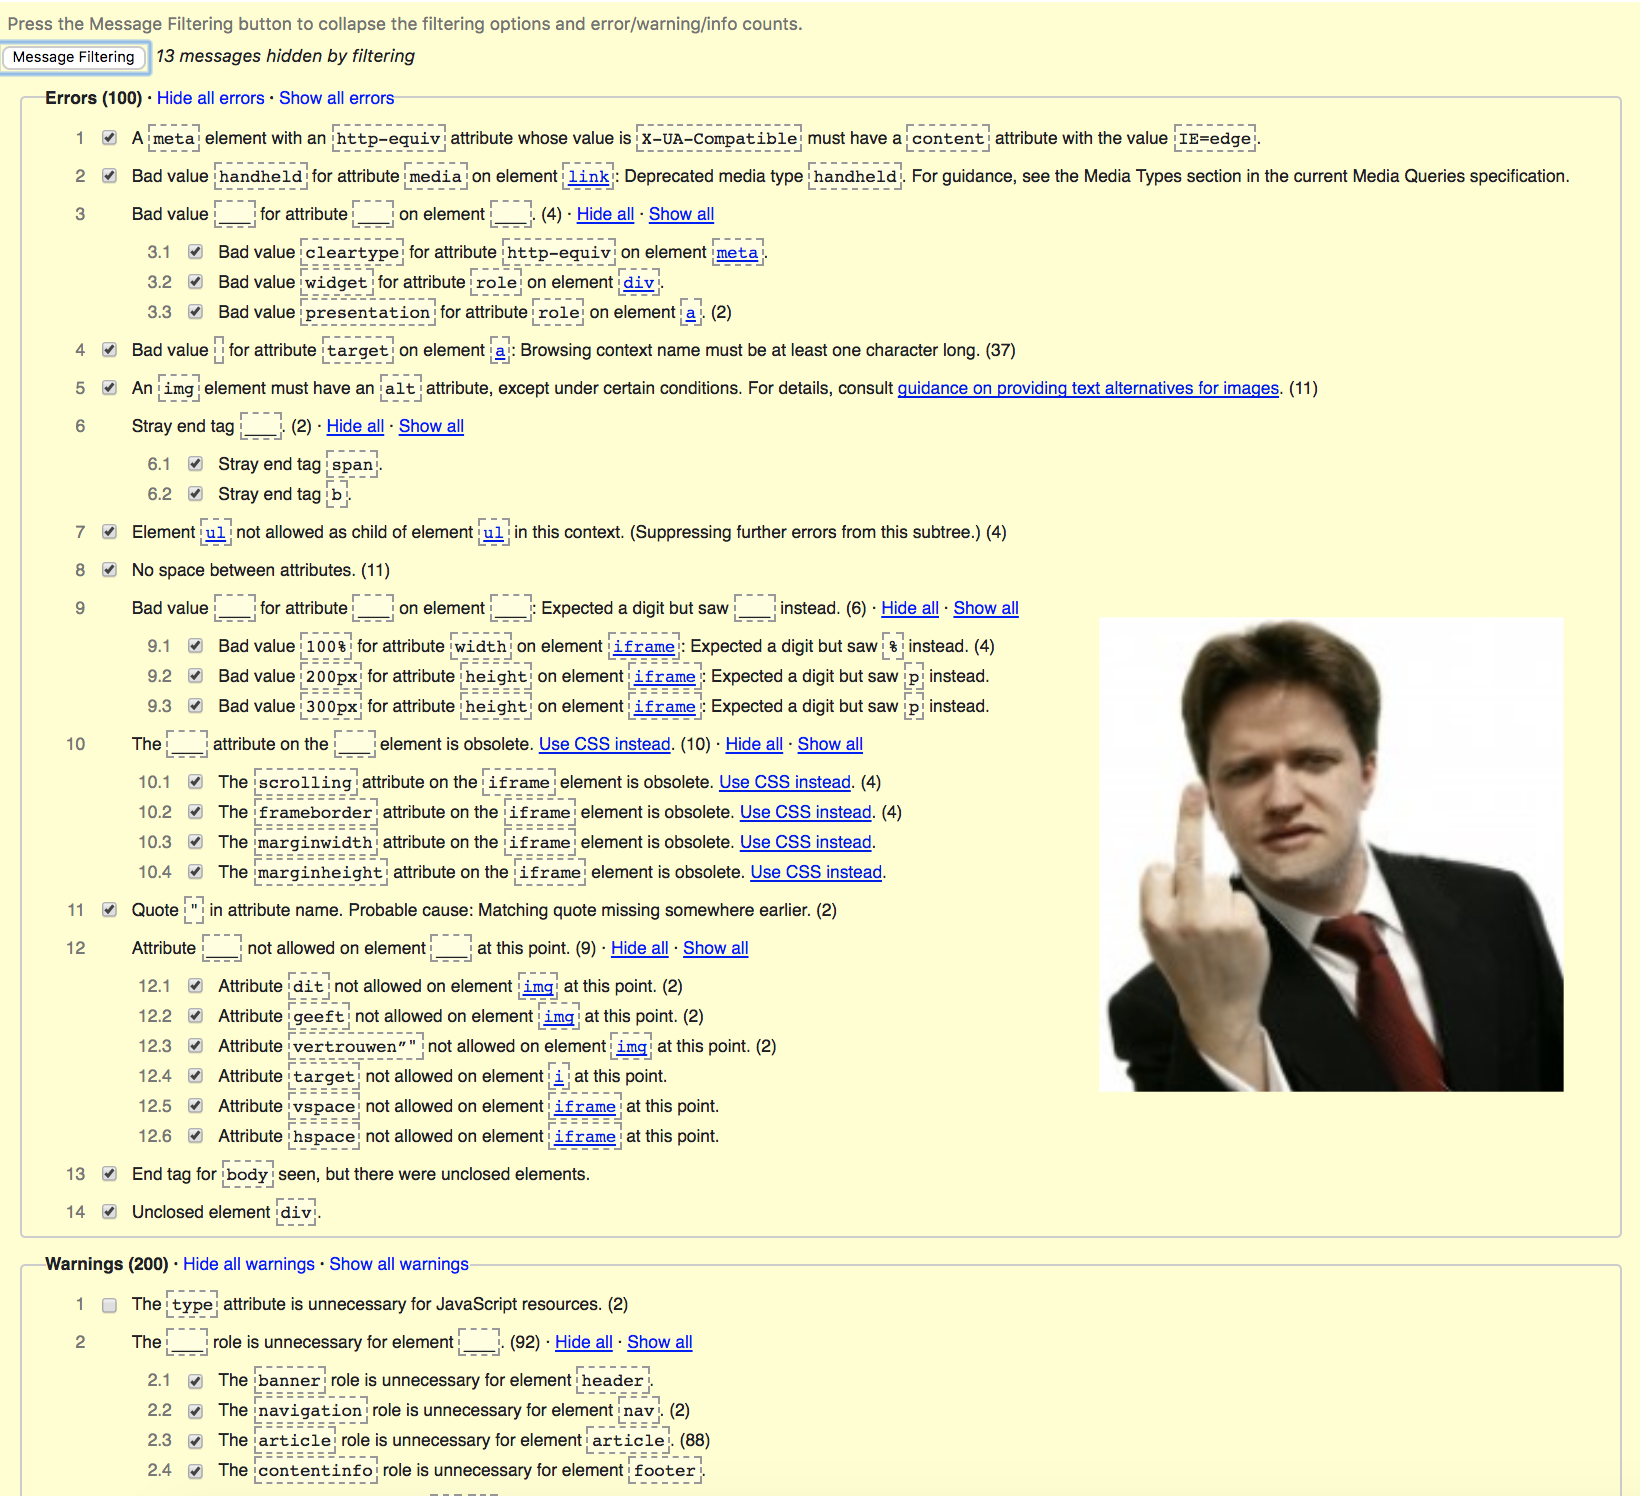 Press the Message Filtering button to collapse the filtering options and error/warning/info counts.
Message Filtering 13 messages hidden by filtering
Errors (100) · Hide all errors · Show all errors
1 A meta element with an http-equiv attribute whose value is X-UA-Compatible must have a content attribute with the value IE=edge.
2 Bad value handheld for attribute media on element link: Deprecated media type handheld. For guidance, see the Media Types section in the current Media Queries specification.
3 Bad value ___ for attribute ___ on element ___. (4) · Hide all · Show all
3.1 Bad value cleartype for attribute http-equiv on element meta.
3.2 Bad value widget for attribute role on element div.
3.3 Bad value presentation for attribute role on element a. (2)
4 Bad value for attribute target on element a: Browsing context name must be at least one character long. (37)
5 An img element must have an alt attribute, except under certain conditions. For details, consult guidance on providing text alternatives for images. (11)
6 Stray end tag ___. (2) · Hide all · Show all
6.1 Stray end tag span.
6.2 Stray end tag b.
7 Element ul not allowed as child of element ul in this context. (Suppressing further errors from this subtree.) (4)
8 No space between attributes. (11)
9 Bad value ___ for attribute ___ on element ___: Expected a digit but saw ___ instead. (6) · Hide all · Show all
9.1 Bad value 100% for attribute width on element iframe: Expected a digit but saw % instead. (4)
9.2 Bad value 200px for attribute height on element iframe: Expected a digit but saw p instead.
9.3 Bad value 300px for attribute height on element iframe: Expected a digit but saw p instead.
10 The ___ attribute on the ___ element is obsolete. Use CSS instead. (10) · Hide all · Show all
10.1 The scrolling attribute on the iframe element is obsolete. Use CSS instead. (4)
10.2 The frameborder attribute on the iframe element is obsolete. Use CSS instead. (4)
10.3 The marginwidth attribute on the iframe element is obsolete. Use CSS instead.
10.4 The marginheight attribute on the iframe element is obsolete. Use CSS instead.
11 Quote " in attribute name. Probable cause: Matching quote missing somewhere earlier. (2)
12 Attribute ___ not allowed on element ___ at this point. (9) · Hide all · Show all
12.1 Attribute dit not allowed on element img at this point. (2)
12.2 Attribute geeft not allowed on element img at this point. (2)
12.3 Attribute vertrouwen”" not allowed on element img at this point. (2)
12.4 Attribute target not allowed on element i at this point.
12.5 Attribute vspace not allowed on element iframe at this point.
12.6 Attribute hspace not allowed on element iframe at this point.
13 End tag for body seen, but there were unclosed elements.
14 Unclosed element div.
Warnings (200) · Hide all warnings · Show all warnings
1 The type attribute is unnecessary for JavaScript resources. (2)
2 The ___ role is unnecessary for element ___. (92) · Hide all · Show all
2.1 The banner role is unnecessary for element header.
2.2 The navigation role is unnecessary for element nav. (2)
2.3 The article role is unnecessary for element article. (88)
2.4 The contentinfo role is unnecessary for element footer.